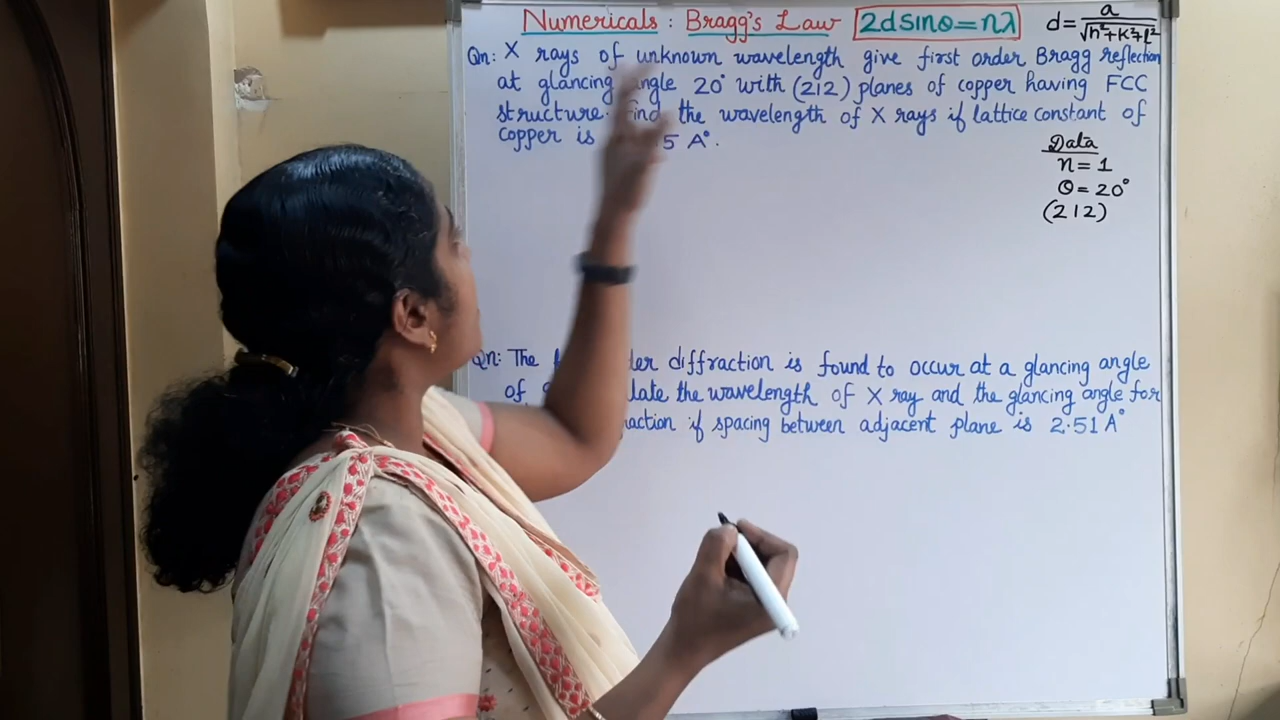 Numericals : Bragg's Law 2dsinθ=nλ d= a/√h²+k²+l²
Qn: X rays of unknown wavelength give first order Bragg reflection
at glancing angle 20° with (212) planes of copper having FCC
structure. Find the wavelength of X rays if lattice constant of
copper is 5 A°.
Data
n=1
θ=20°
(212)
Qn: The diffraction is found to occur at a glancing angle
of the wavelength of X ray and the glancing angle for
if spacing between adjacent plane is 2.51 A°